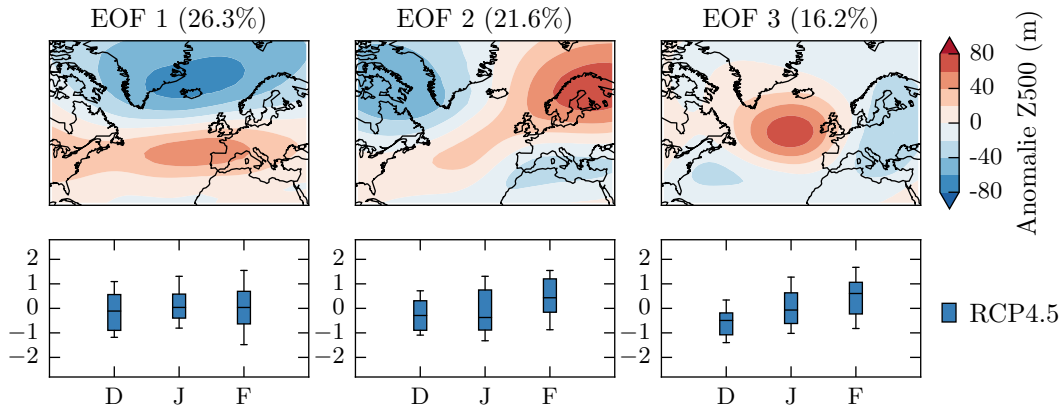 EOF 1 (26.3%)
EOF 2 (21.6%)
EOF 3 (16.2%)
80
40
0
-40
-80
Anomalie Z500 (m)
2
1
0
−1
−2
D J F
2
1
0
−1
−2
D J F
2
1
0
−1
−2
D J F
RCP4.5